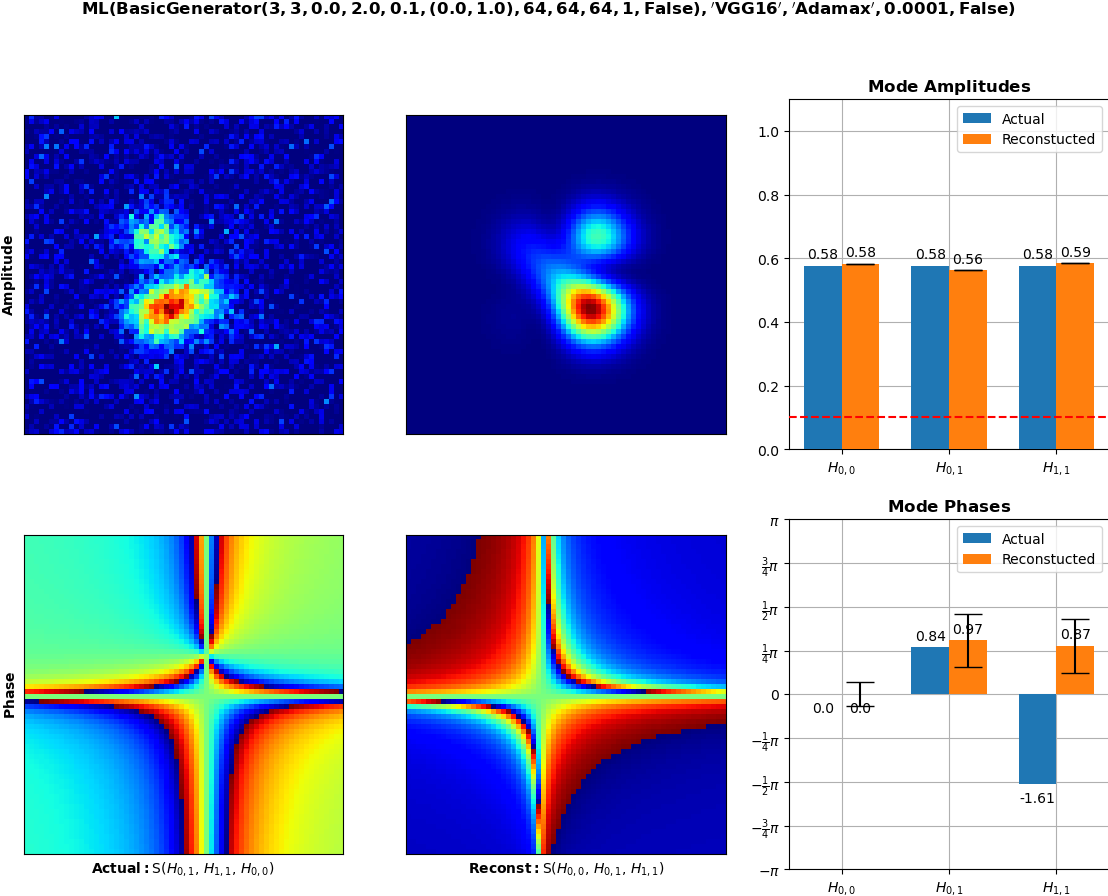 ML(BasicGenerator(3, 3, 0.0, 2.0, 0.1, (0.0, 1.0), 64, 64, 64, 1, False), 'VGG16', 'Adamax', 0.0001, False)
Amplitude
Mode Amplitudes
Actual
Reconstucted
1.0
0.8
0.6
0.4
0.2
0.0
0.58 0.58 0.58 0.56 0.58 0.59
H0,0 H0,1 H1,1
Phase
Actual: S(H0,1, H1,1, H0,0)
Reconst: S(H0,0, H0,1, H1,1)
Mode Phases
Actual
Reconstucted
π
3/4π
1/2π
1/4π
0
−1/4π
−1/2π
−3/4π
−π
0.0 0.0 0.84 0.97 -1.61 0.87
H0,0 H0,1 H1,1